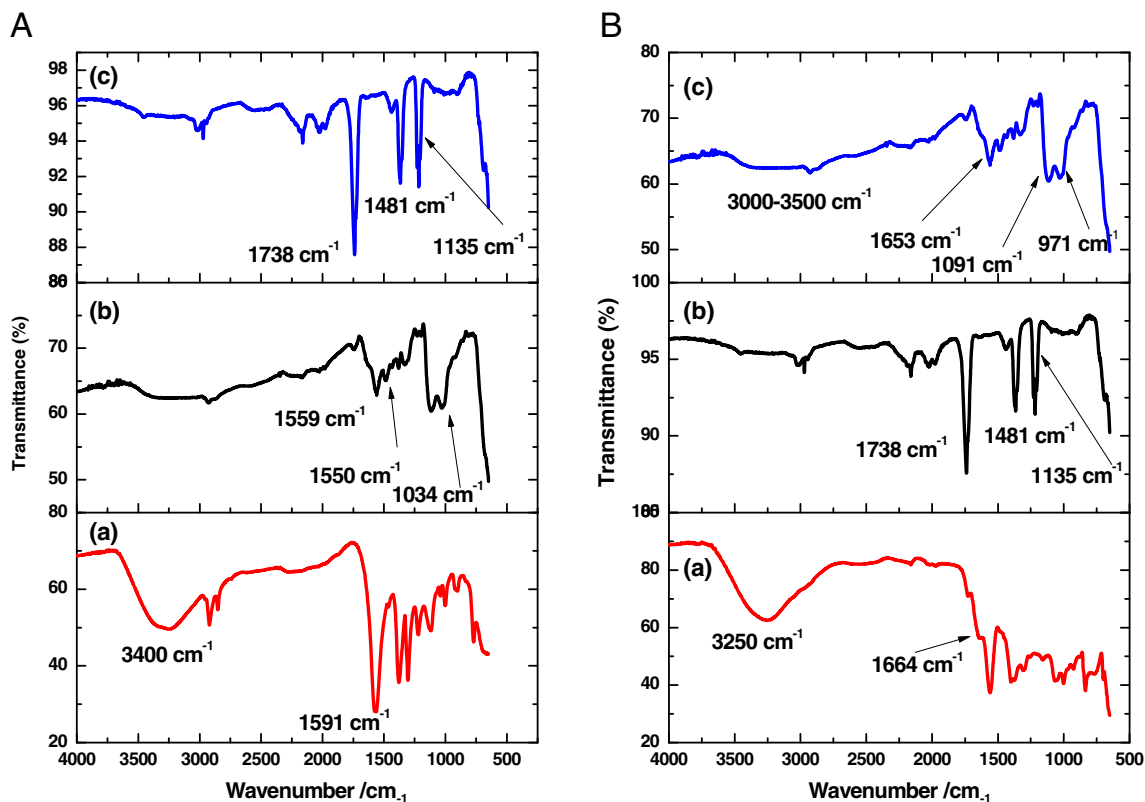 A
B
Transmittance (%)
98
96
94
92
90
88
86
80
70
60
50
80
60
40
20
(c)
1481 cm⁻¹
1135 cm⁻¹
1738 cm⁻¹
(b)
1559 cm⁻¹
1550 cm⁻¹
1034 cm⁻¹
(a)
3400 cm⁻¹
1591 cm⁻¹
4000 3500 3000 2500 2000 1500 1000 500
Wavenumber /cm₋₁
Transmittance (%)
80
70
60
50
100
95
90
100
80
60
40
20
(c)
3000-3500 cm⁻¹
1653 cm⁻¹
1091 cm⁻¹
971 cm⁻¹
(b)
1738 cm⁻¹
1481 cm⁻¹
1135 cm⁻¹
(a)
3250 cm⁻¹
1664 cm⁻¹
4000 3500 3000 2500 2000 1500 1000 500
Wavenumber /cm₋₁